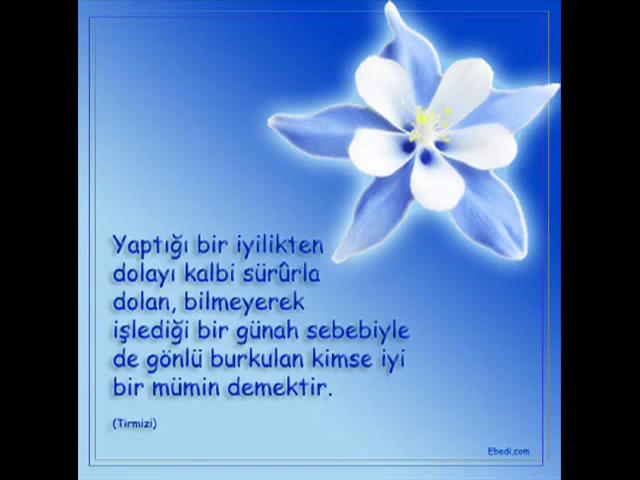 Yaptığı bir iyilikten
dolayı kalbi sürûrla
dolan, bilmeyerek
işlediği bir günah sebebiyle
de gönlü burkulan kimse iyi
bir mümin demektir.
(Tirmizi)
Ebedi.com